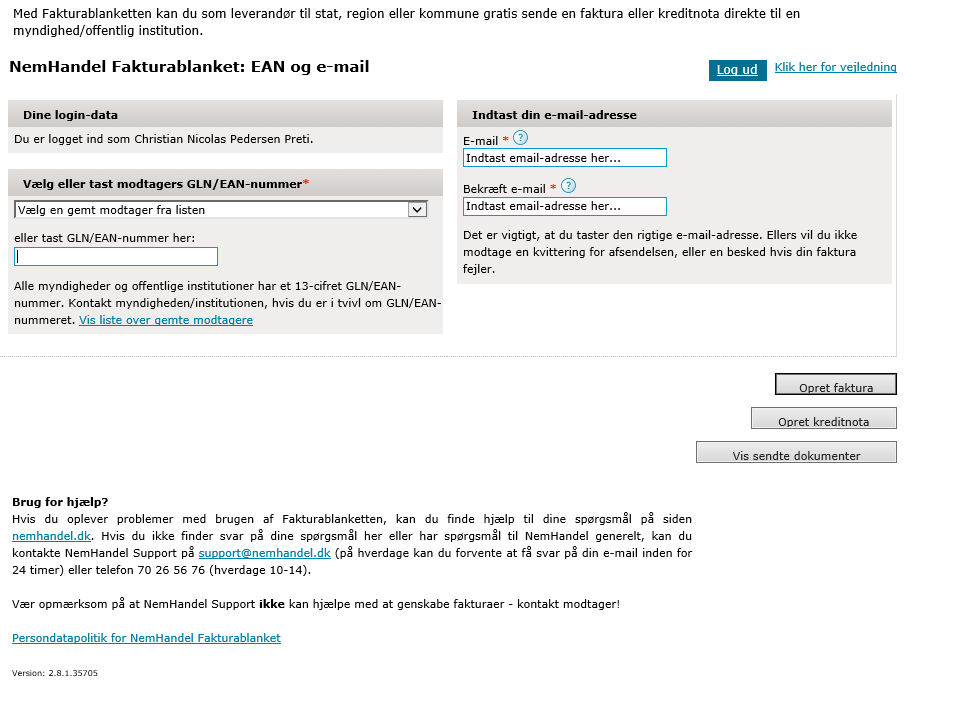 Med Fakturablanketten kan du som leverandør til stat, region eller kommune gratis sende en faktura eller kreditnota direkte til en
myndighed/offentlig institution.
NemHandel Fakturablanket: EAN og e-mail
Log ud
Klik her for vejledning
Dine login-data
Du er logget ind som Christian Nicolas Pedersen Preti.
Vælg eller tast modtagers GLN/EAN-nummer*
Vælg en gemt modtager fra listen
eller tast GLN/EAN-nummer her:
Alle myndigheder og offentlige institutioner har et 13-cifret GLN/EAN-
nummer. Kontakt myndigheden/institutionen, hvis du er i tvivl om GLN/EAN-
nummeret. Vis liste over gemte modtagere
Indtast din e-mail-adresse
E-mail * ?
Indtast email-adresse her...
Bekræft e-mail * ?
Indtast email-adresse her...
Det er vigtigt, at du taster den rigtige e-mail-adresse. Ellers vil du ikke
modtage en kvittering for afsendelsen, eller en besked hvis din faktura
fejler.
Opret faktura
Opret kreditnota
Vis sendte dokumenter
Brug for hjælp?
Hvis du oplever problemer med brugen af Fakturablanketten, kan du finde hjælp til dine spørgsmål på siden
nemhandel.dk. Hvis du ikke finder svar på dine spørgsmål her eller har spørgsmål til NemHandel generelt, kan du
kontakte NemHandel Support på support@nemhandel.dk (på hverdage kan du forvente at få svar på din e-mail inden for
24 timer) eller telefon 70 26 56 76 (hverdage 10-14).
Vær opmærksom på at NemHandel Support ikke kan hjælpe med at genskabe fakturaer - kontakt modtager!
Persondatapolitik for NemHandel Fakturablanket
Version: 2.8.1.35705